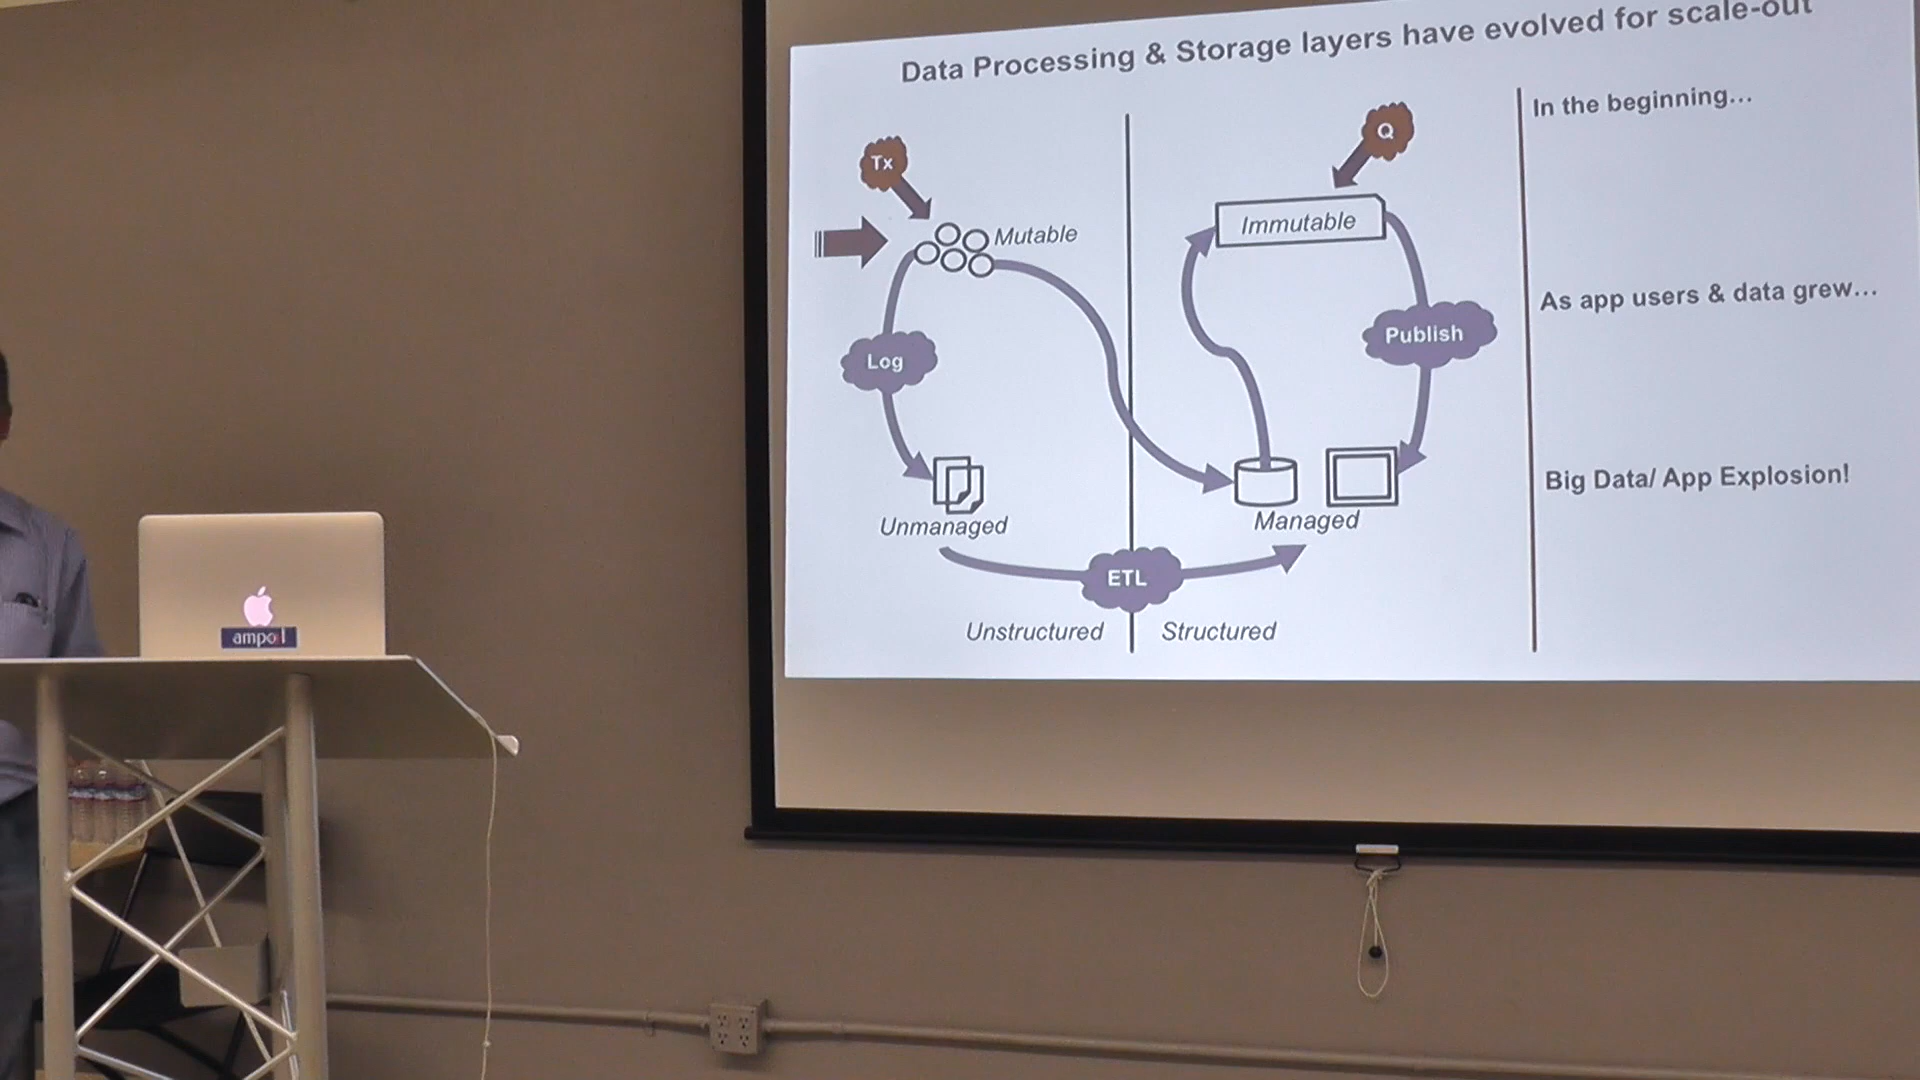 Data Processing & Storage layers have evolved for scale-out
In the beginning...
Tx
Q
Mutable
Immutable
As app users & data grew...
Log
Publish
Big Data/ App Explosion!
Unmanaged
Managed
ETL
Unstructured
Structured
ampool